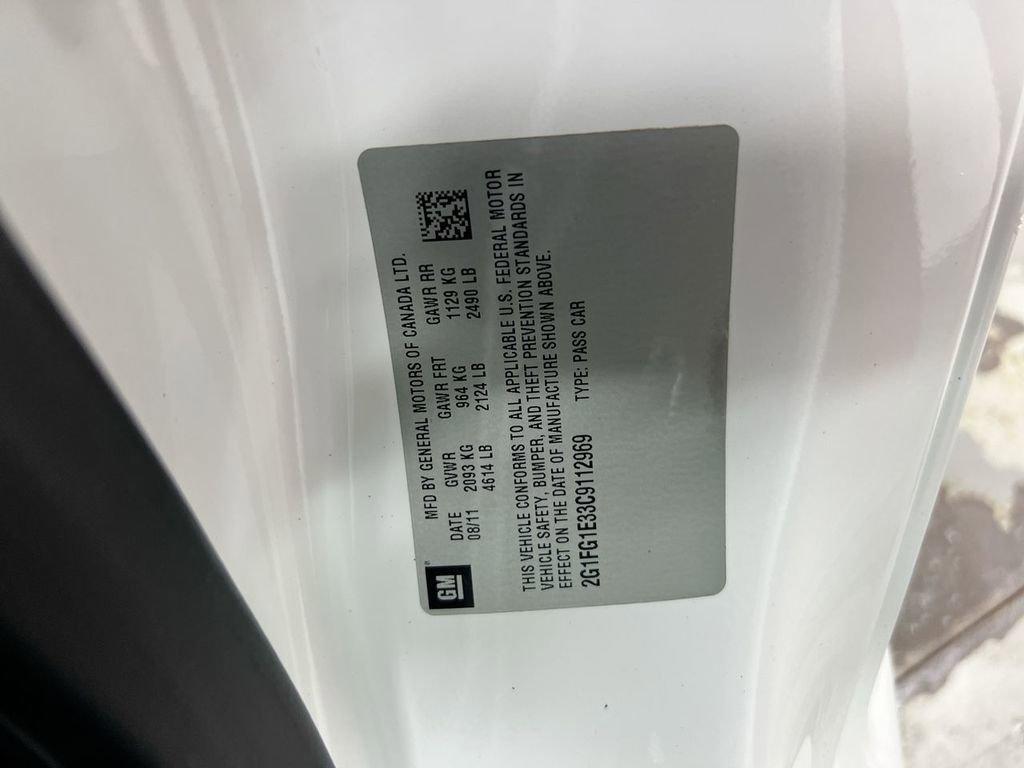 GM®
MFD BY GENERAL MOTORS OF CANADA LTD.
DATE GVWR GAWR FRT GAWR RR
08/11 2093 KG 964 KG 1129 KG
4614 LB 2124 LB 2490 LB
THIS VEHICLE CONFORMS TO ALL APPLICABLE U.S. FEDERAL MOTOR
VEHICLE SAFETY, BUMPER, AND THEFT PREVENTION STANDARDS IN
EFFECT ON THE DATE OF MANUFACTURE SHOWN ABOVE.
2G1FG1E33C9112969 TYPE: PASS CAR